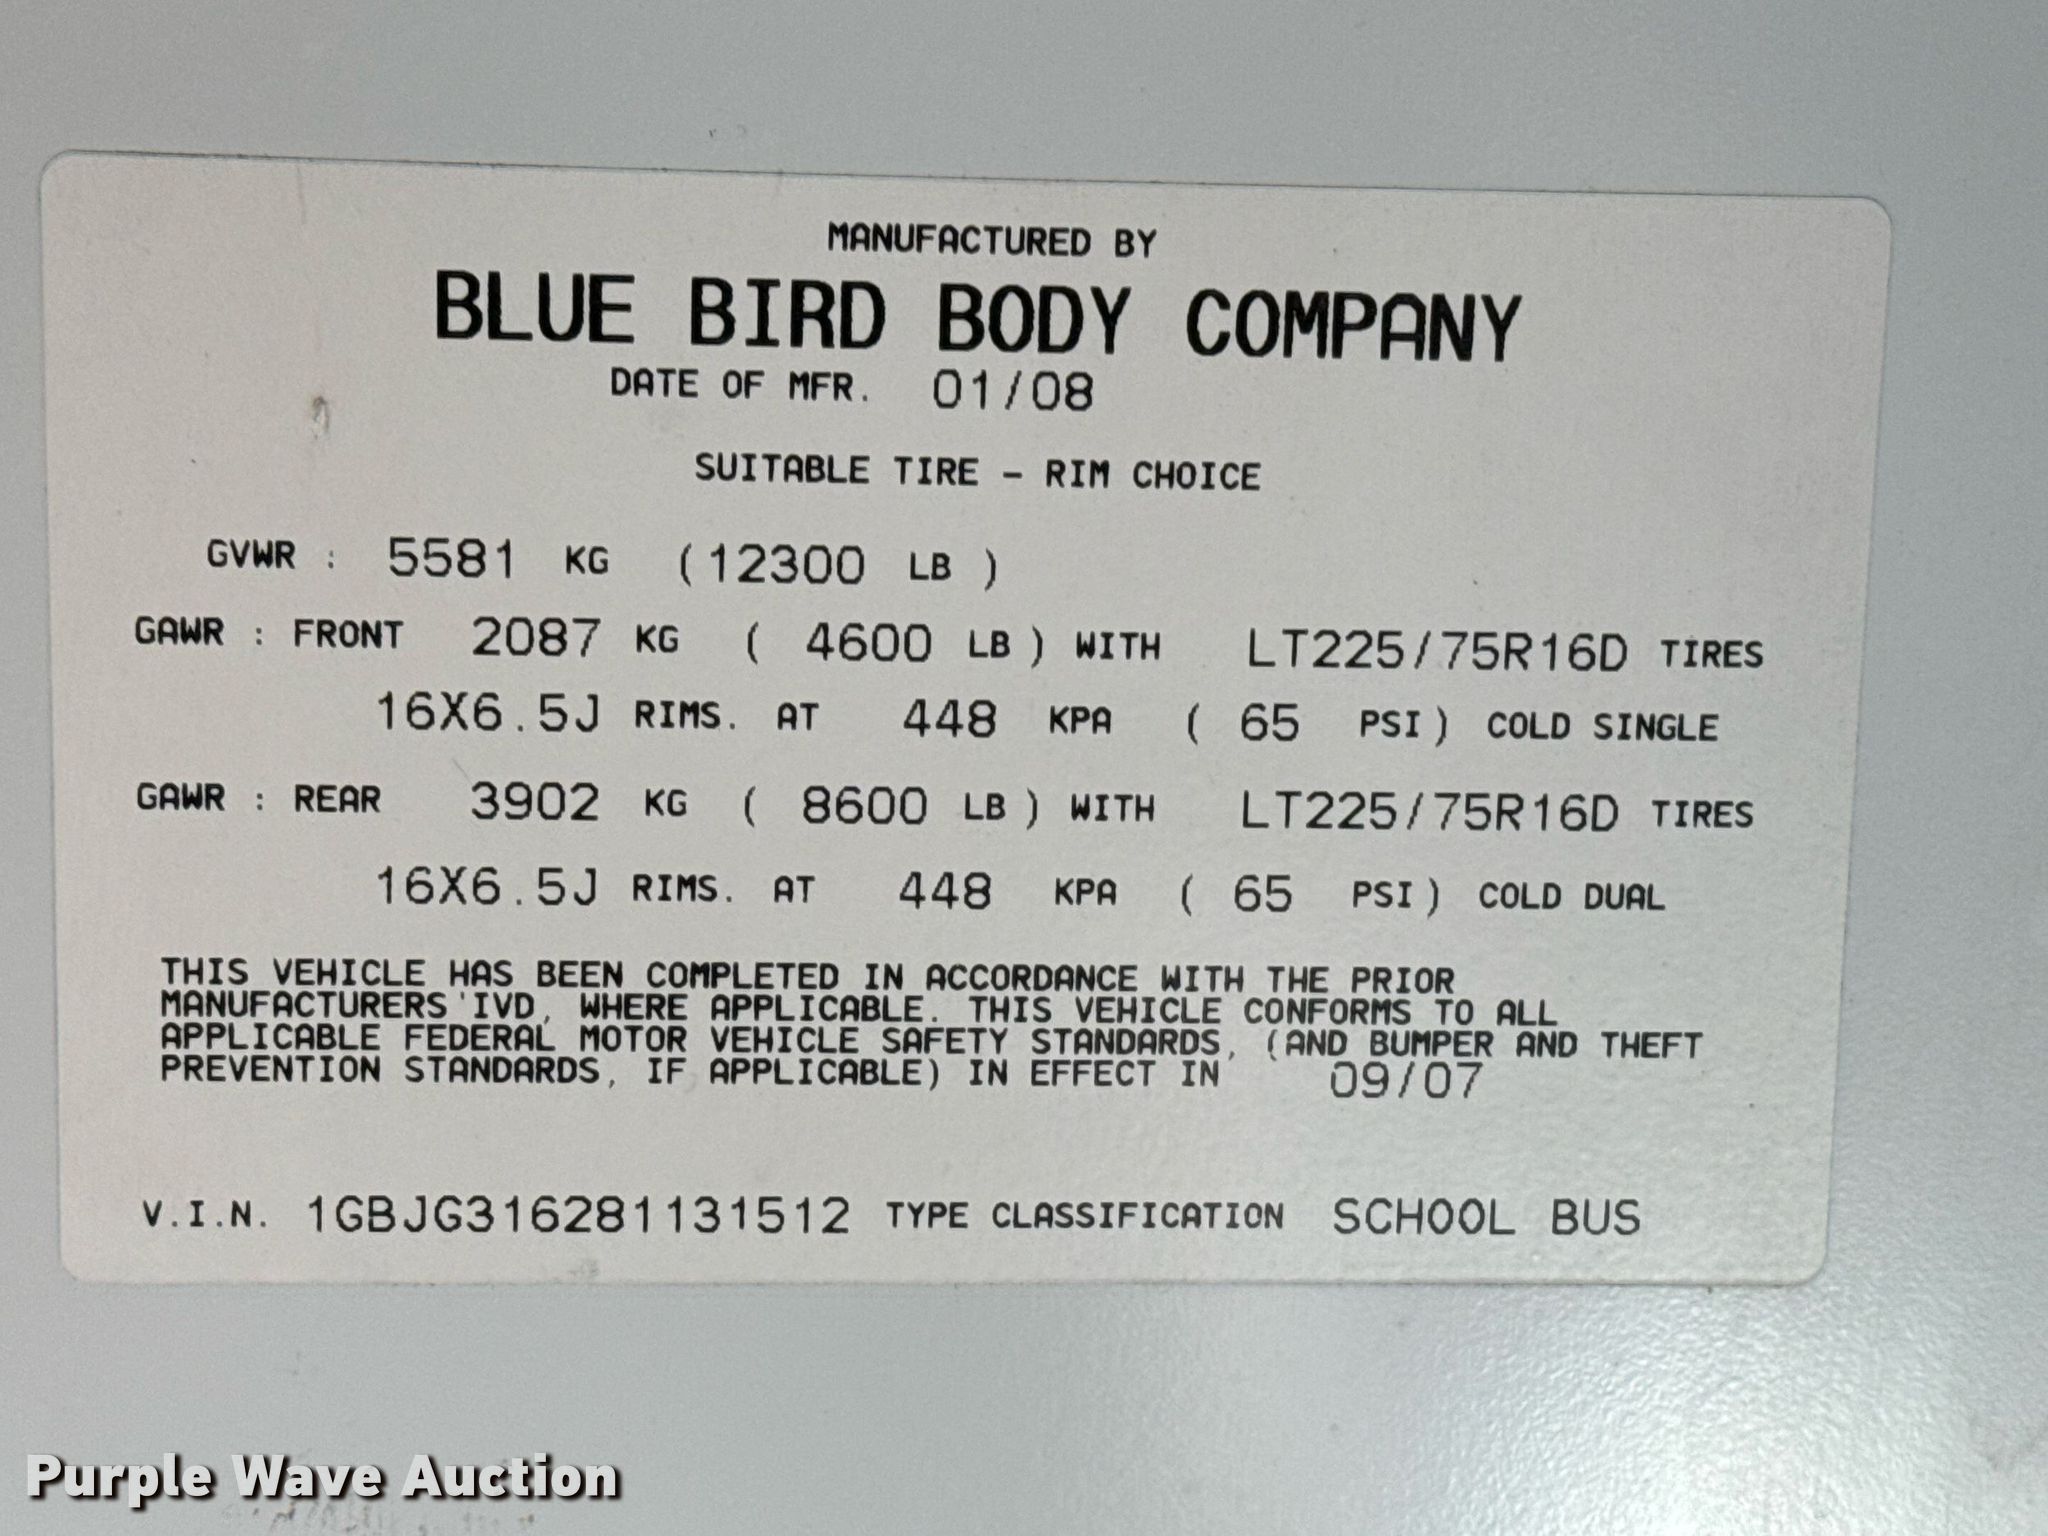 MANUFACTURED BY
BLUE BIRD BODY COMPANY
DATE OF MFR. 01/08
SUITABLE TIRE - RIM CHOICE
GVWR : 5581 KG (12300 LB )
GAWR : FRONT 2087 KG ( 4600 LB ) WITH LT225/75R16D TIRES
16X6.5J RIMS. AT 448 KPA ( 65 PSI ) COLD SINGLE
GAWR : REAR 3902 KG ( 8600 LB ) WITH LT225/75R16D TIRES
16X6.5J RIMS. AT 448 KPA ( 65 PSI ) COLD DUAL
THIS VEHICLE HAS BEEN COMPLETED IN ACCORDANCE WITH THE PRIOR
MANUFACTURERS'IVD, WHERE APPLICABLE. THIS VEHICLE CONFORMS TO ALL
APPLICABLE FEDERAL MOTOR VEHICLE SAFETY STANDARDS, (AND BUMPER AND THEFT
PREVENTION STANDARDS, IF APPLICABLE) IN EFFECT IN 09/07
V.I.N. 1GBJG316281131512 TYPE CLASSIFICATION SCHOOL BUS
Purple Wave Auction